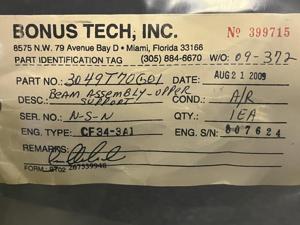 BONUS TECH, INC. № 399715
8575 N.W. 79 Avenue Bay D • Miami, Florida 33166
PART IDENTIFICATION TAG (305) 884-6670 W/O: 09-372
PART NO. 3049T70G01 DATE: AUG 21 2009
DESC.: BEAM ASSEMBLY-UPPER SUPPORT COND.: A/R
SER. NO.: N-S-N QTY.: 1EA
ENG. TYPE: CF34-3A1 ENG. S/N: 807624
REMARKS:
FORM